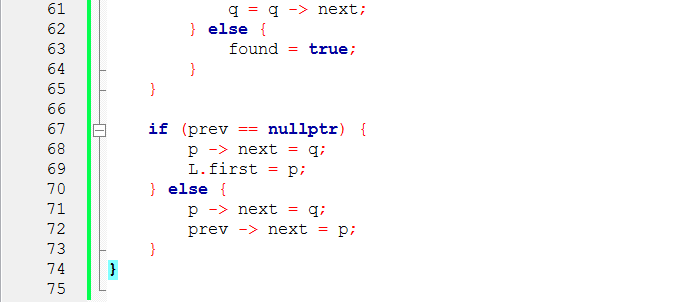 61 q = q -> next;
62 } else {
63 found = true;
64 }
65 }
66
67 if (prev == nullptr) {
68 p -> next = q;
69 L.first = p;
70 } else {
71 p -> next = q;
72 prev -> next = p;
73 }
74 }
75